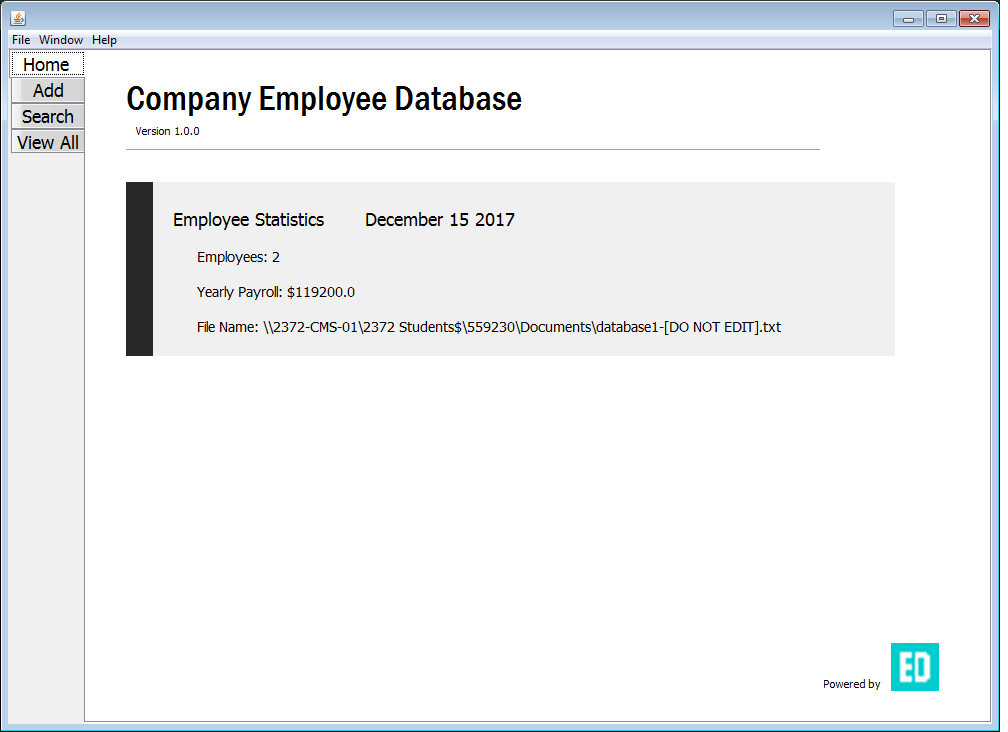 File Window Help
Home
Add
Search
View All
Company Employee Database
Version 1.0.0
Employee Statistics December 15 2017
Employees: 2
Yearly Payroll: $119200.0
File Name: \\2372-CMS-01\2372 Students$\559230\Documents\database1-[DO NOT EDIT].txt
Powered by ED